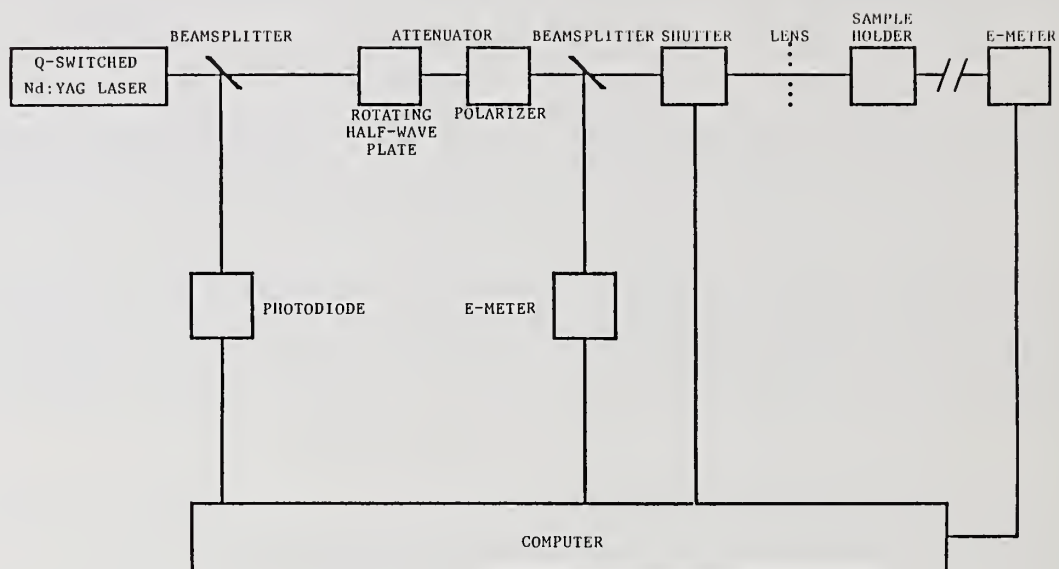 BEAMSPLITTER
ATTENUATOR
BEAMSPLITTER
SHUTTER
LENS
SAMPLE
HOLDER
E-METER
Q-SWITCHED
Nd:YAG LASER
ROTATING
HALF-WAVE
PLATE
POLARIZER
PHOTODIODE
E-METER
COMPUTER